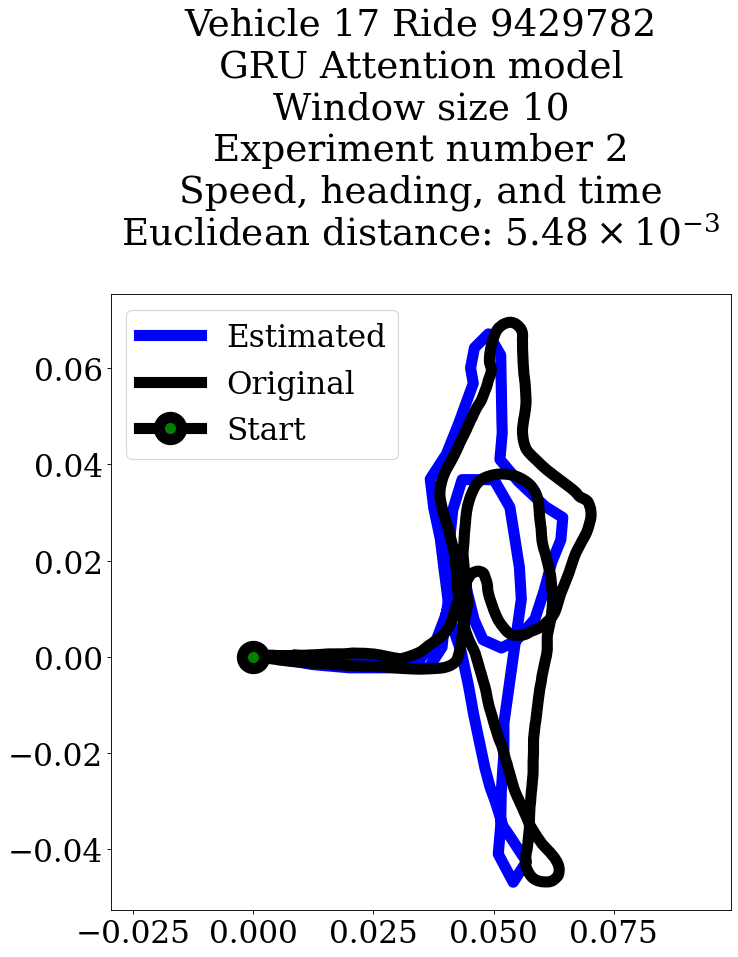 Vehicle 17 Ride 9429782
GRU Attention model
Window size 10
Experiment number 2
Speed, heading, and time
Euclidean distance: 5.48 × 10⁻³
Estimated
Original
Start
0.06
0.04
0.02
0.00
−0.02
−0.04
−0.025 0.000 0.025 0.050 0.075